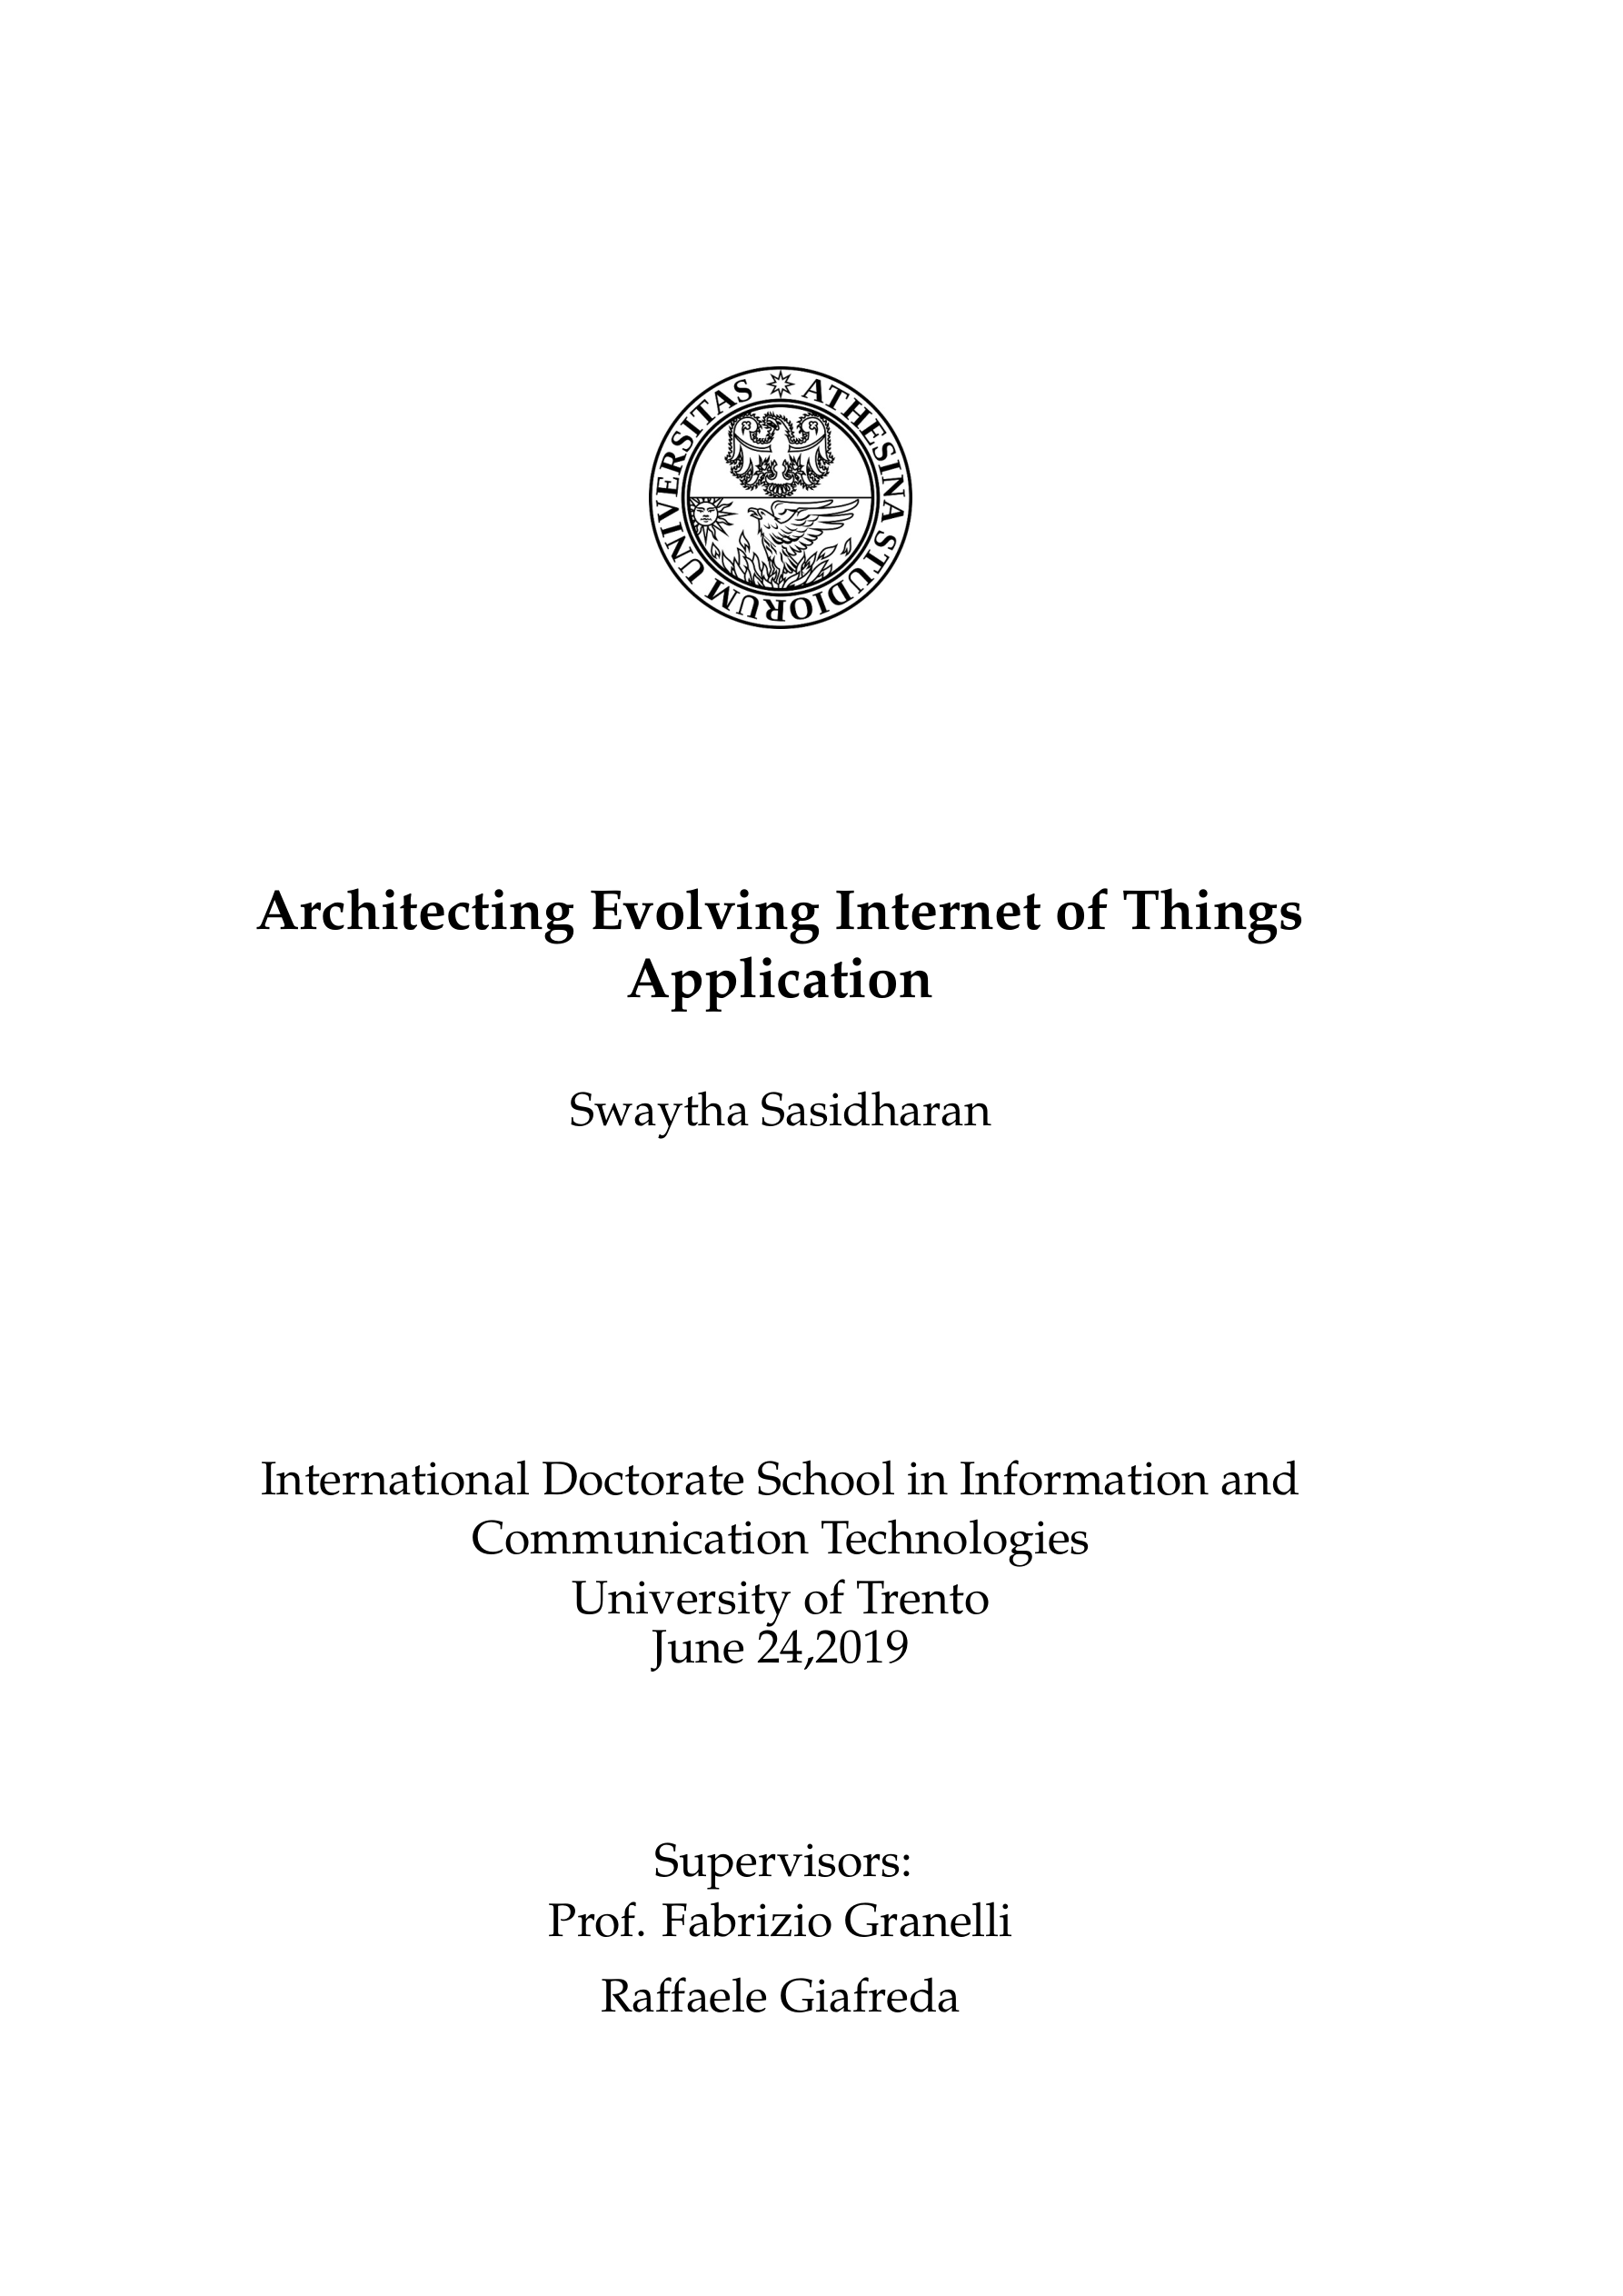 ATHESINA STUDIORUM UNIVERSITAS
Architecting Evolving Internet of Things
Application
Swaytha Sasidharan
International Doctorate School in Information and
Communication Technologies
University of Trento
June 24,2019
Supervisors:
Prof. Fabrizio Granelli
Raffaele Giafreda